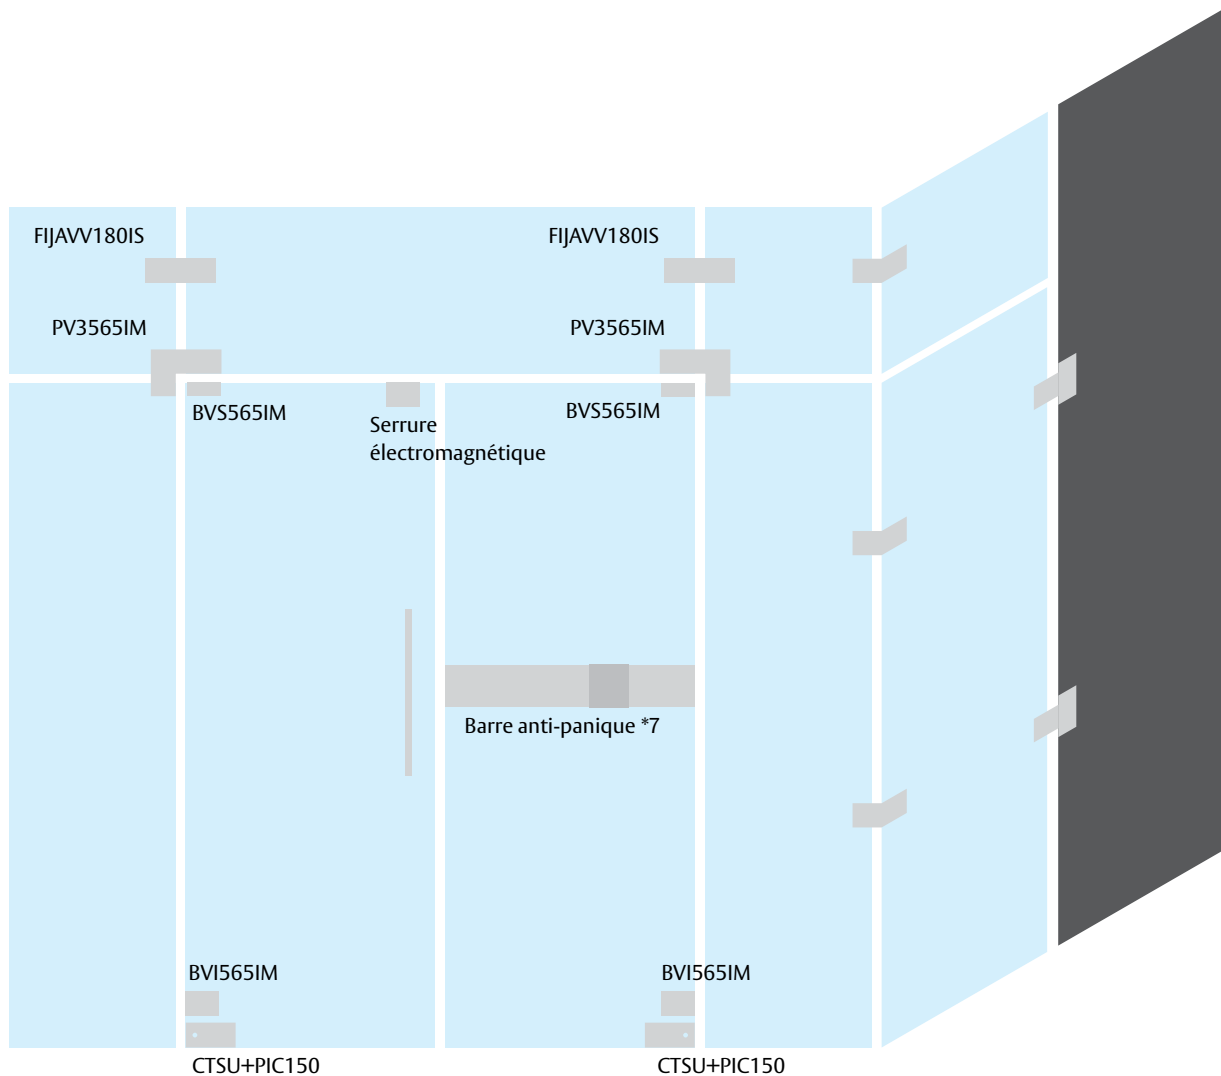 FIJAVV180IS
FIJAVV180IS
PV3565IM
PV3565IM
BVS565IM
BVS565IM
Serrure
électromagnétique
Barre anti-panique *7
BVI565IM
BVI565IM
CTSU+PIC150
CTSU+PIC150